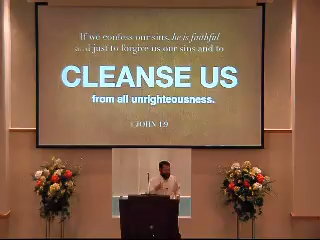 If we confess our sins, he is faithful
and just to forgive us our sins and to
CLEANSE US
from all unrighteousness.
1 JOHN 1:9